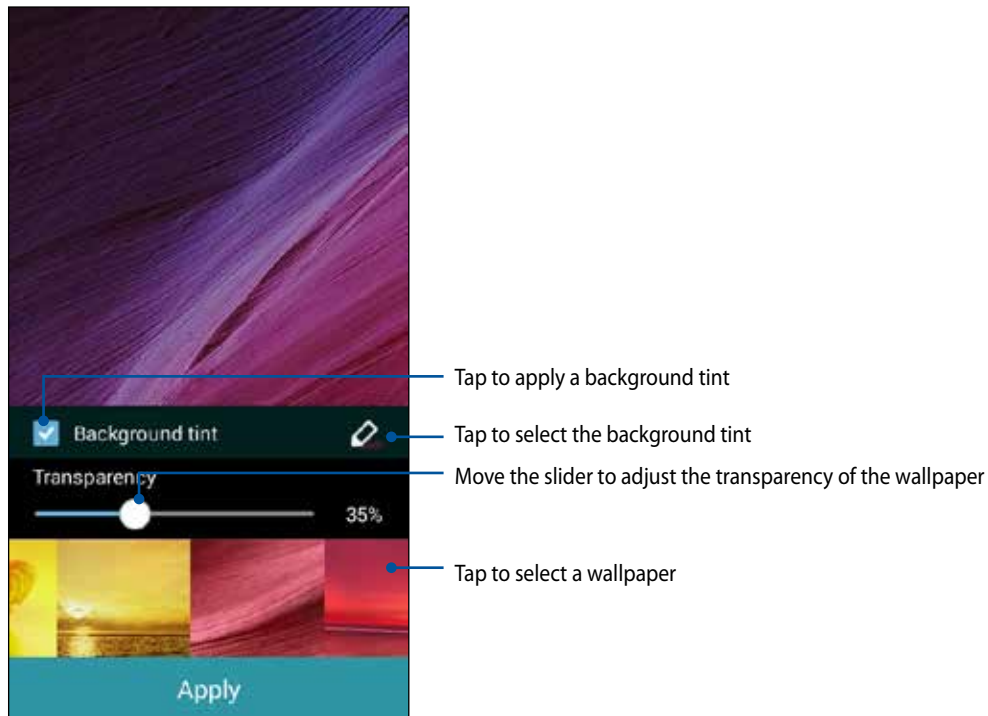 Tap to apply a background tint
Background tint
Tap to select the background tint
Transparency
Move the slider to adjust the transparency of the wallpaper
35%
Tap to select a wallpaper
Apply